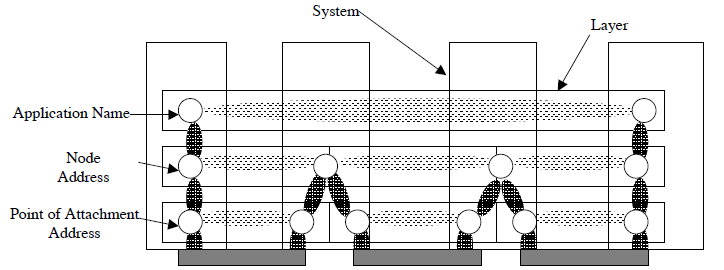 System
Layer
Application Name
Node
Address
Point of Attachment
Address